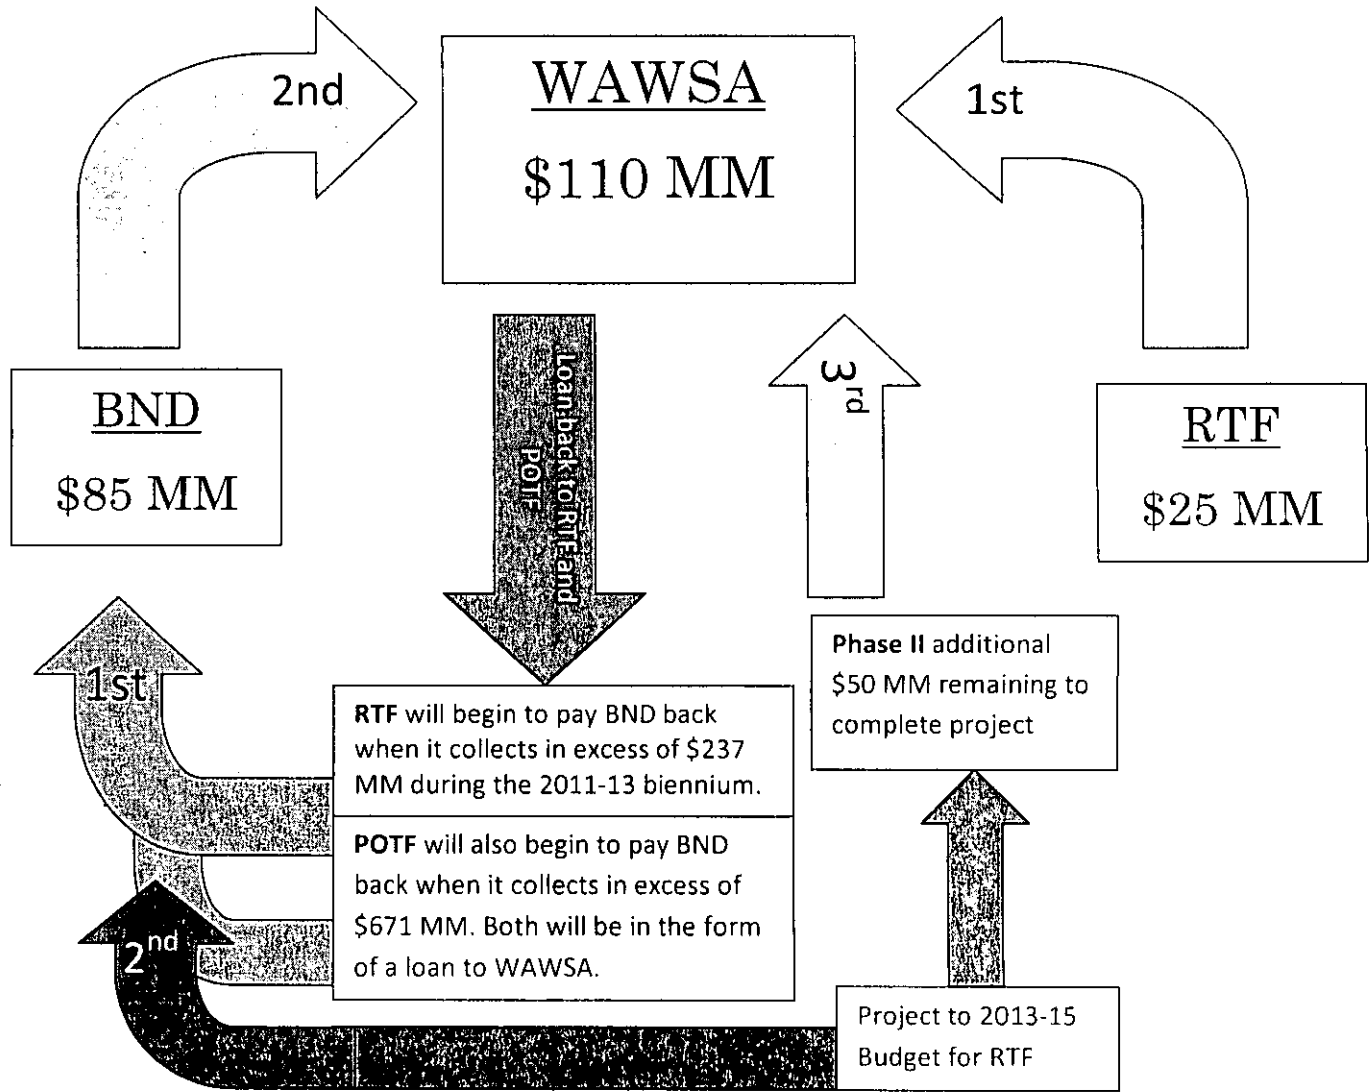 2nd
WAWSA
$110 MM
1st
BND
$85 MM
Loan back to RTF and
POTF
3rd
RTF
$25 MM
1st
RTF will begin to pay BND back
when it collects in excess of $237
MM during the 2011-13 biennium.
POTF will also begin to pay BND
back when it collects in excess of
$671 MM. Both will be in the form
of a loan to WAWSA.
Phase II additional
$50 MM remaining to
complete project
2nd
Project to 2013-15
Budget for RTF